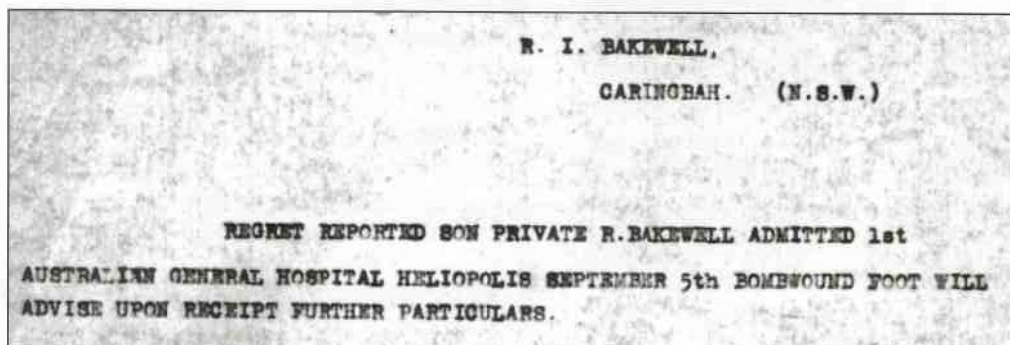 R. I. BAKEWELL,
CARINGBAH. (N.S.W.)
REGRET REPORTED SON PRIVATE R.BAKEWELL ADMITTED 1st
AUSTRALIAN GENERAL HOSPITAL HELIOPOLIS SEPTEMBER 5th BOMBWOUND FOOT WILL
ADVISE UPON RECEIPT FURTHER PARTICULARS.